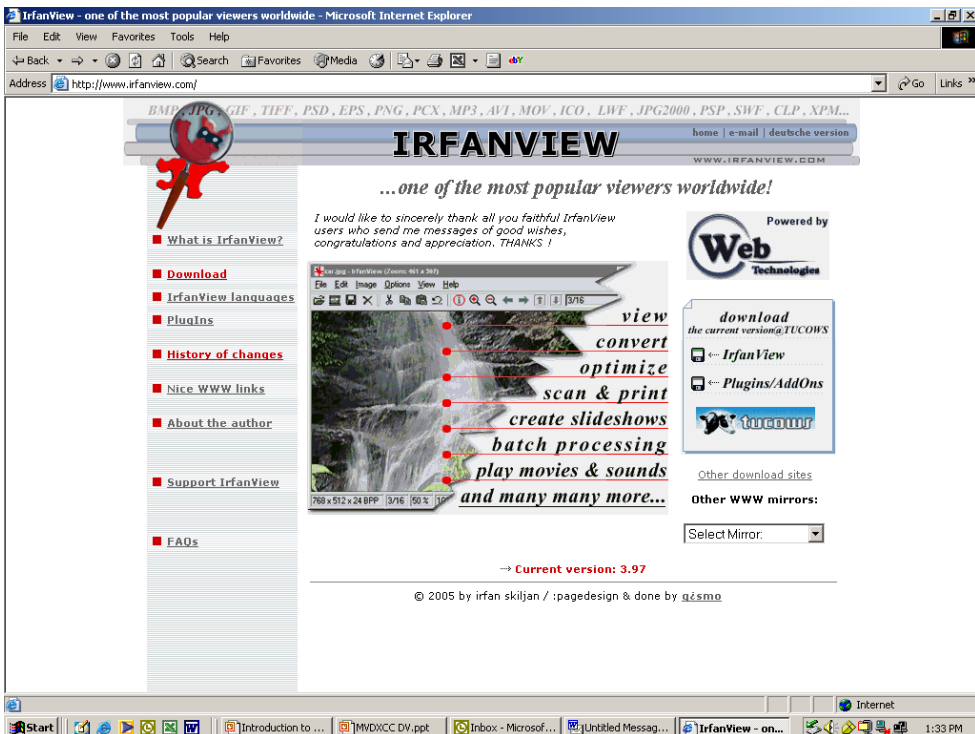 IrfanView - one of the most popular viewers worldwide - Microsoft Internet Explorer
File Edit View Favorites Tools Help
Back Search Favorites Media
Address http://www.irfanview.com/ Go Links »
BMP , JPG , GIF , TIFF , PSD , EPS , PNG , PCX , MP3 , AVI , MOV , ICO , LWF , JPG2000 , PSP , SWF , CLP , XPM...
IRFANVIEW
home | e-mail | deutsche version
WWW.IRFANVIEW.COM
...one of the most popular viewers worldwide!
I would like to sincerely thank all you faithful IrfanView
users who send me messages of good wishes,
congratulations and appreciation. THANKS !
What is IrfanView?
Download
IrfanView languages
PlugIns
History of changes
Nice WWW links
About the author
Support IrfanView
FAQs
car.jpg - IrfanView (Zoom: 461 x 307)
File Edit Image Options View Help
3/16
view
convert
optimize
scan & print
create slideshows
batch processing
play movies & sounds
and many many more...
768 x 512 x 24 BPP 3/16 50 %
Powered by
Web
Technologies
download
the current version@TUCOWS
IrfanView
Plugins/AddOns
tucows
Other download sites
Other WWW mirrors:
Select Mirror:
→ Current version: 3.97
© 2005 by irfan skiljan / :pagedesign & done by q¿smo
Internet
Start Introduction to ... MVDXCC DV.ppt Inbox - Microsof... Untitled Messag... IrfanView - on... 1:33 PM